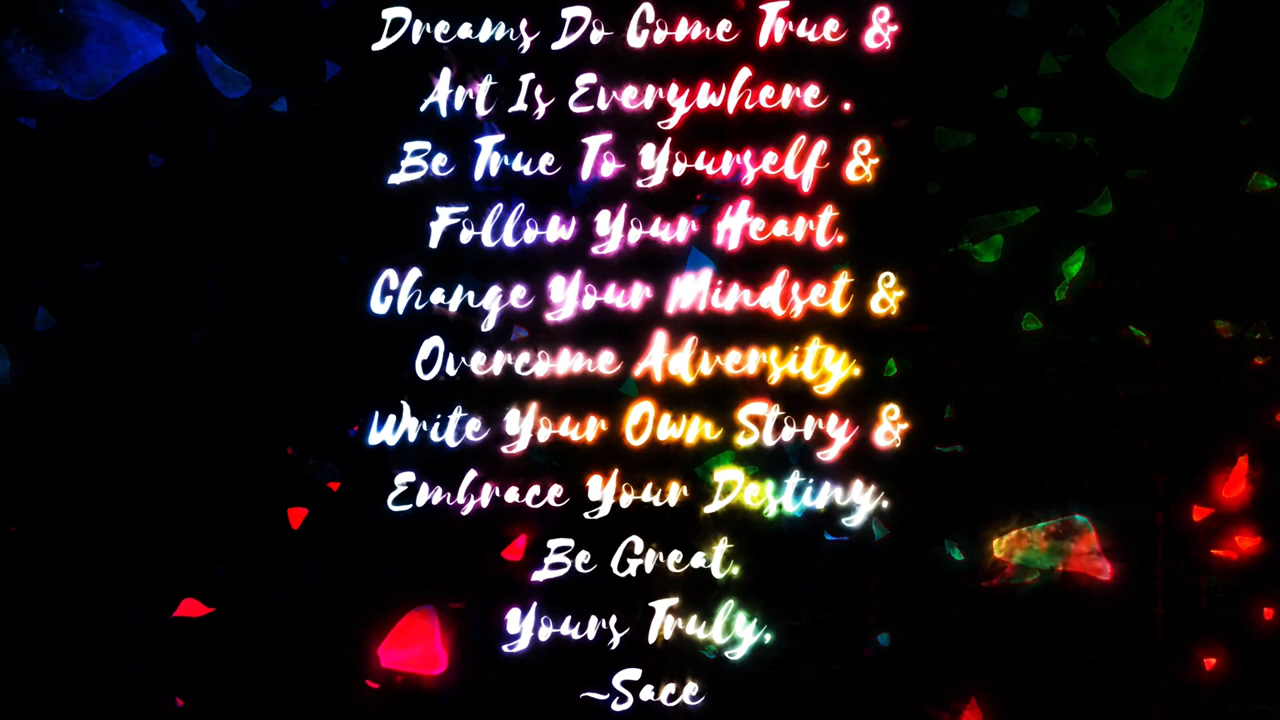 Dreams Do Come True &
Art Is Everywhere .
Be True To Yourself &
Follow Your Heart.
Change Your Mindset &
Overcome Adversity.
Write Your Own Story &
Embrace Your Destiny.
Be Great.
Yours Truly,
~Sace